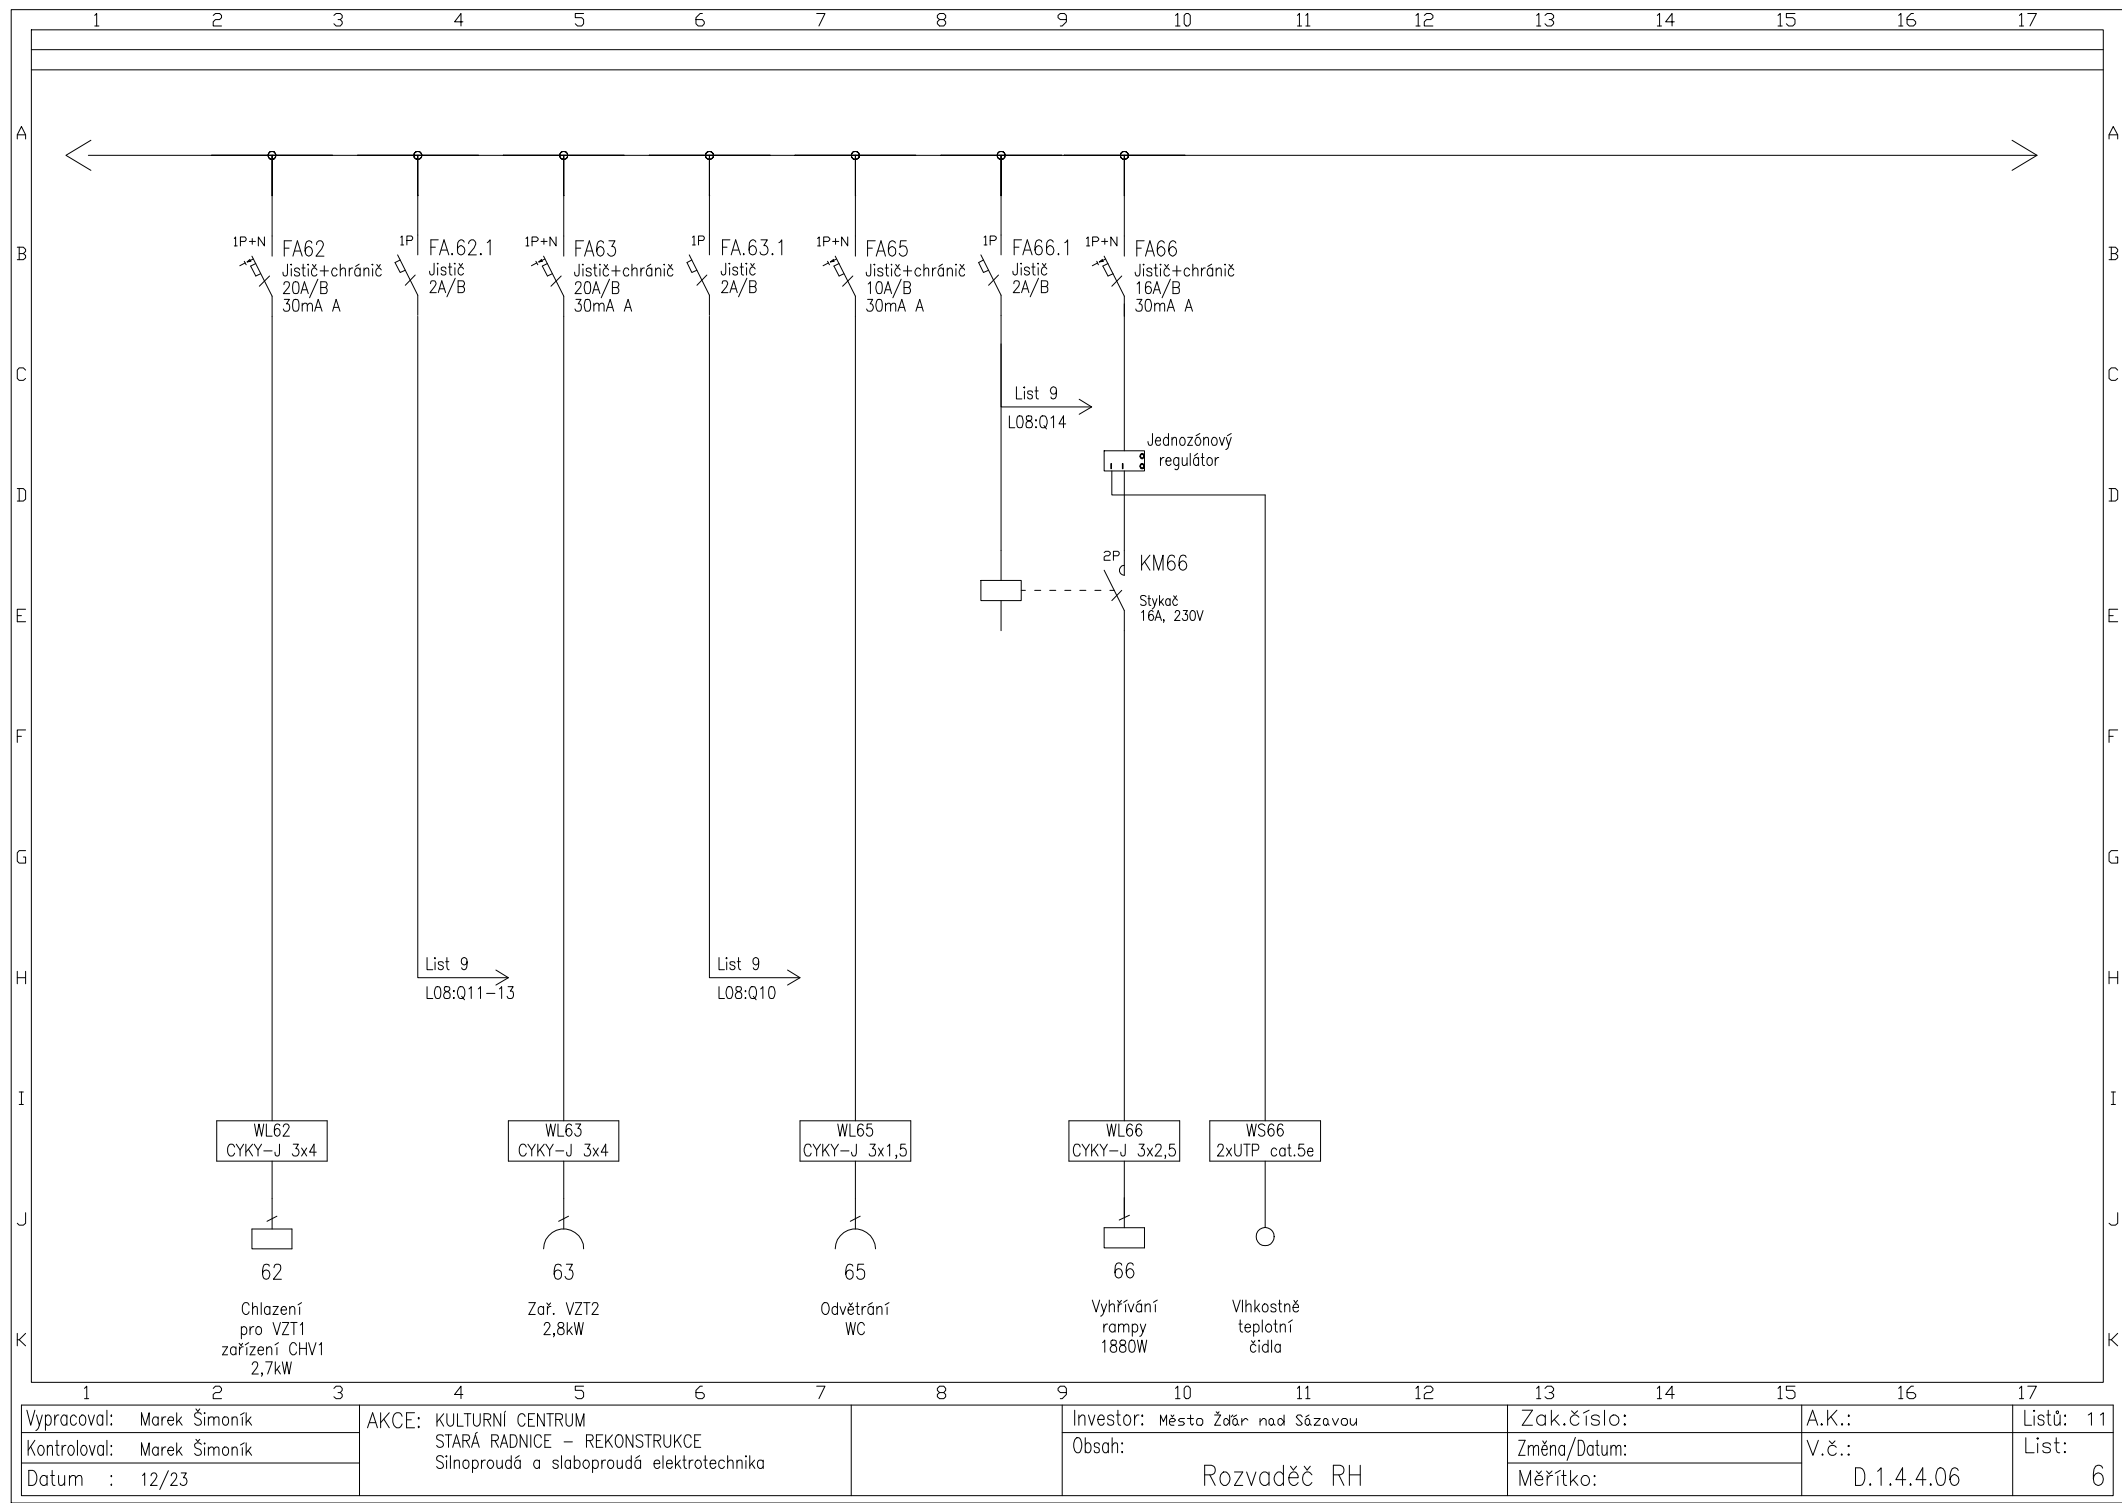 1 2 3 4 5 6 7 8 9 10 11 12 13 14 15 16 17
A A
B B
C C
D D
E E
F F
G G
H H
I I
J J
K K
1P+N FA62
Jistič+chránič
20A/B
30mA A
1P FA.62.1
Jistič
2A/B
1P+N FA63
Jistič+chránič
20A/B
30mA A
1P FA.63.1
Jistič
2A/B
1P+N FA65
Jistič+chránič
10A/B
30mA A
1P FA66.1
Jistič
2A/B
1P+N FA66
Jistič+chránič
16A/B
30mA A
List 9
L08:Q14
Jednozónový
regulátor
2P KM66
Stykač
16A, 230V
List 9
L08:Q11-13
List 9
L08:Q10
WL62
CYKY-J 3x4
WL63
CYKY-J 3x4
WL65
CYKY-J 3x1,5
WL66
CYKY-J 3x2,5
WS66
2xUTP cat.5e
62
Chlazení
pro VZT1
zařízení CHV1
2,7kW
63
Zař. VZT2
2,8kW
65
Odvětrání
WC
66
Vyhřívání
rampy
1880W
Vlhkostně
teplotní
čidla
1 2 3 4 5 6 7 8 9 10 11 12 13 14 15 16 17
Vypracoval: Marek Šimoník
Kontroloval: Marek Šimoník
Datum : 12/23
AKCE: KULTURNÍ CENTRUM
STARÁ RADNICE – REKONSTRUKCE
Silnoproudá a slaboproudá elektrotechnika
Investor: Město Žďár nad Sázavou
Obsah:
Rozvaděč RH
Zak.číslo:
Změna/Datum:
Měřítko:
A.K.:
V.č.:
D.1.4.4.06
Listů: 11
List:
6